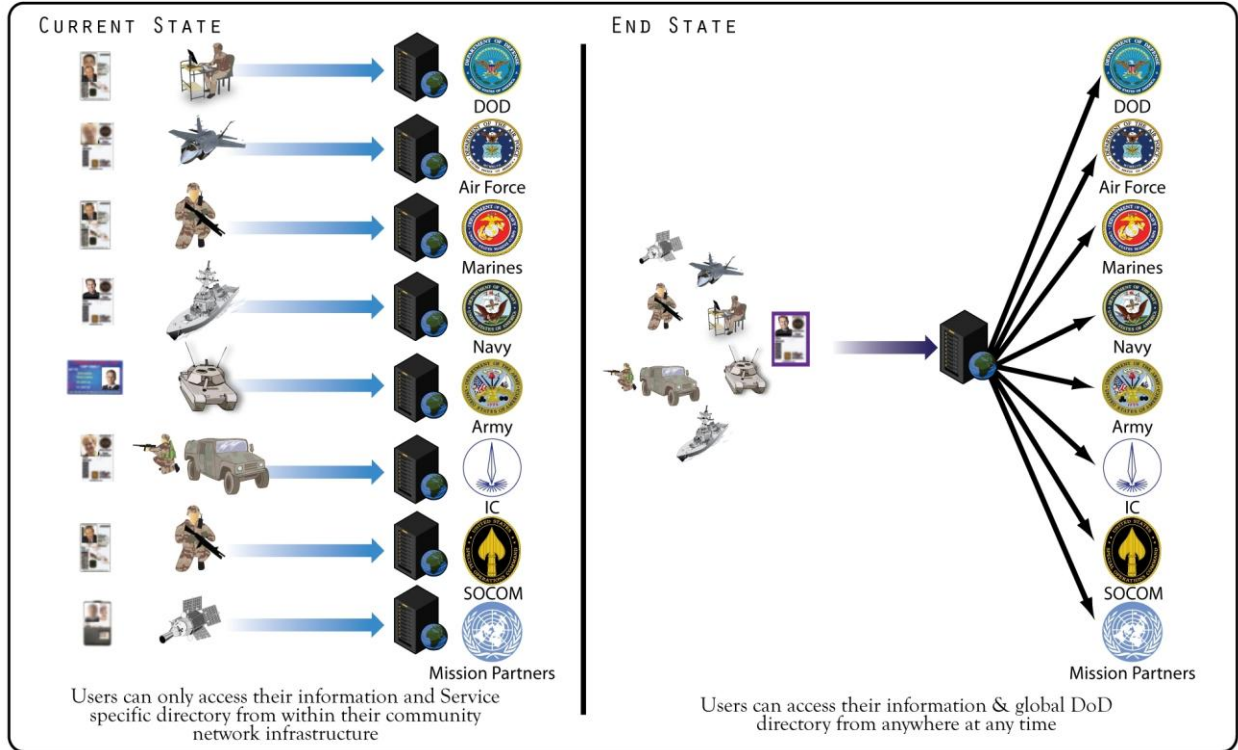 CURRENT STATE
DOD
Air Force
Marines
Navy
Army
IC
SOCOM
Mission Partners
Users can only access their information and Service
specific directory from within their community
network infrastructure
END STATE
DOD
Air Force
Marines
Navy
Army
IC
SOCOM
Mission Partners
Users can access their information & global DoD
directory from anywhere at any time